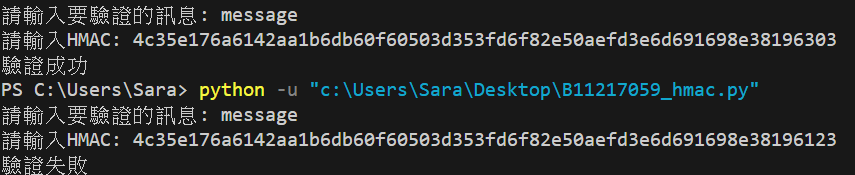 請輸入要驗證的訊息: message
請輸入HMAC: 4c35e176a6142aa1b6db60f60503d353fd6f82e50aefd3e6d691698e38196303
驗證成功
PS C:\Users\Sara> python -u "c:\Users\Sara\Desktop\B11217059_hmac.py"
請輸入要驗證的訊息: message
請輸入HMAC: 4c35e176a6142aa1b6db60f60503d353fd6f82e50aefd3e6d691698e38196123
驗證失敗